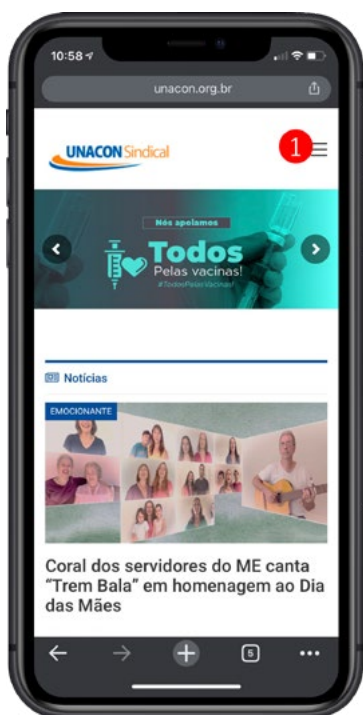 10:58
unacon.org.br
UNACON Sindical
1
Nós apoiamos
Todos
Pelas vacinas!
#TodosPelasVacinas!
Notícias
EMOCIONANTE
Coral dos servidores do ME canta
“Trem Bala” em homenagem ao Dia
das Mães
5